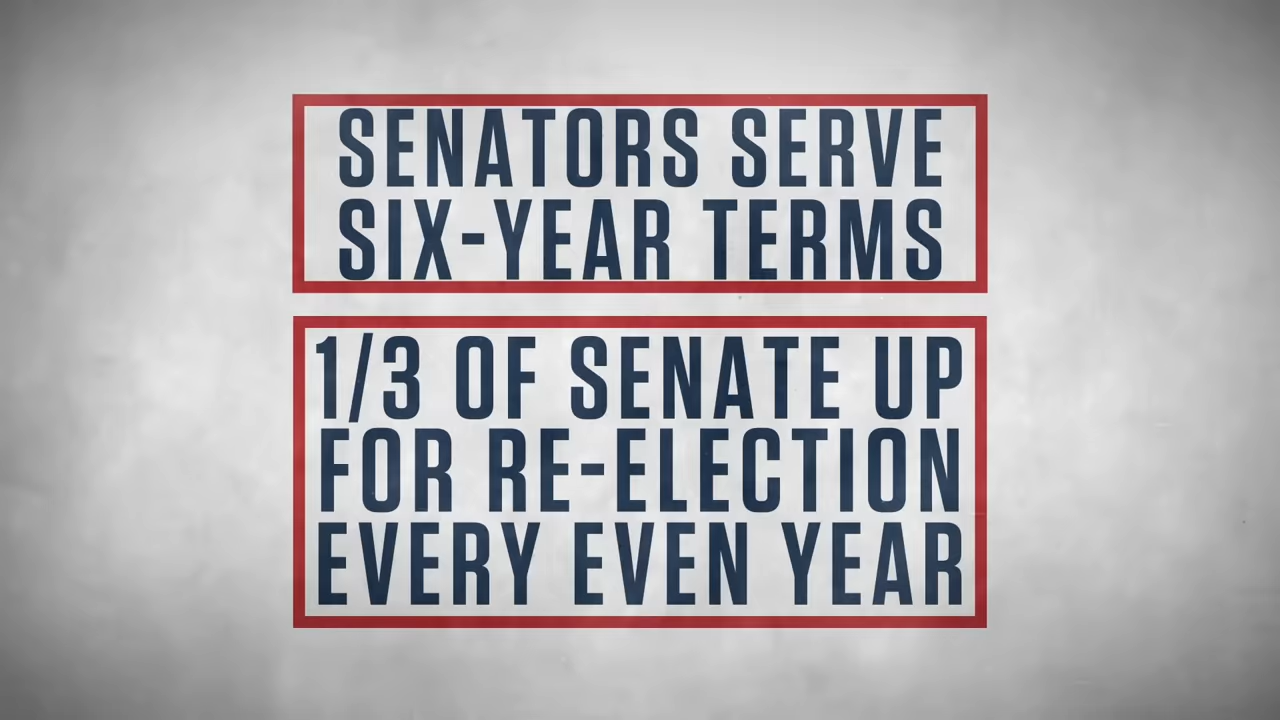 SENATORS SERVE
SIX-YEAR TERMS
1/3 OF SENATE UP
FOR RE-ELECTION
EVERY EVEN YEAR